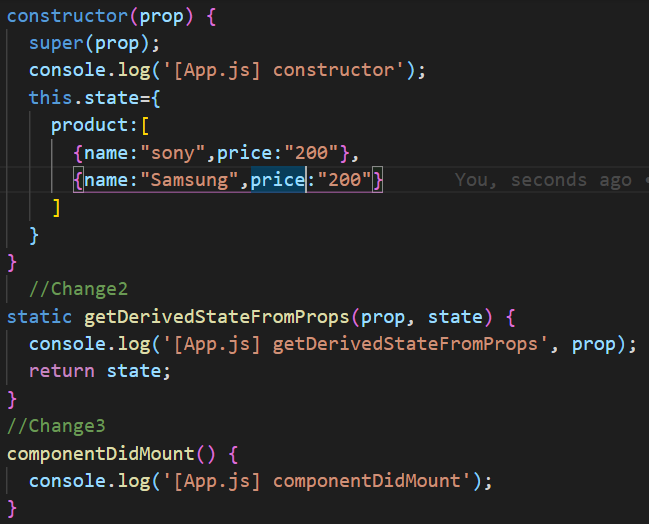 constructor(prop) {
super(prop);
console.log('[App.js] constructor');
this.state={
product:[
{name:"sony",price:"200"},
{name:"Samsung",price:"200"} You, seconds ago •
]
}
}
//Change2
static getDerivedStateFromProps(prop, state) {
console.log('[App.js] getDerivedStateFromProps', prop);
return state;
}
//Change3
componentDidMount() {
console.log('[App.js] componentDidMount');
}